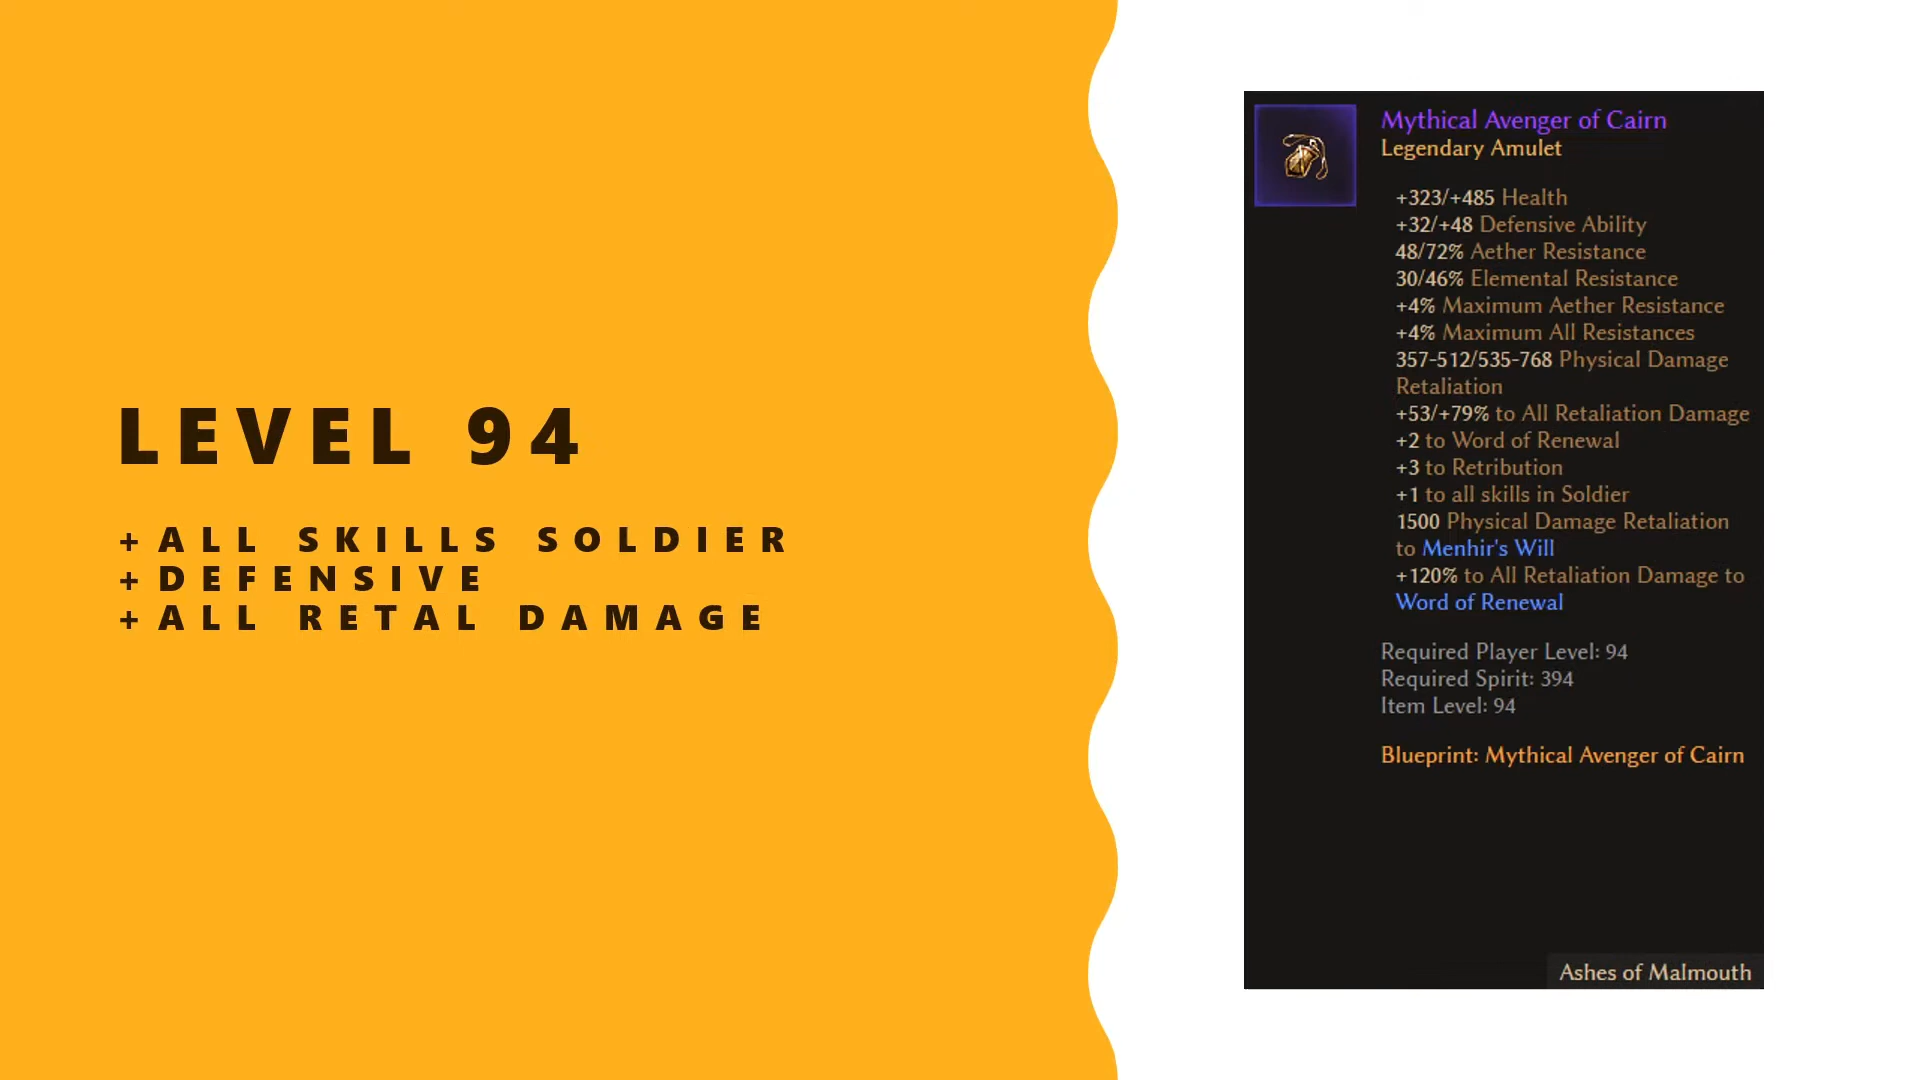 LEVEL 94
+ALL SKILLS SOLDIER
+DEFENSIVE
+ALL RETAL DAMAGE
Mythical Avenger of Cairn
Legendary Amulet
+323/+485 Health
+32/+48 Defensive Ability
48/72% Aether Resistance
30/46% Elemental Resistance
+4% Maximum Aether Resistance
+4% Maximum All Resistances
357-512/535-768 Physical Damage
Retaliation
+53/+79% to All Retaliation Damage
+2 to Word of Renewal
+3 to Retribution
+1 to all skills in Soldier
1500 Physical Damage Retaliation
to Menhir's Will
+120% to All Retaliation Damage to
Word of Renewal
Required Player Level: 94
Required Spirit: 394
Item Level: 94
Blueprint: Mythical Avenger of Cairn
Ashes of Malmouth